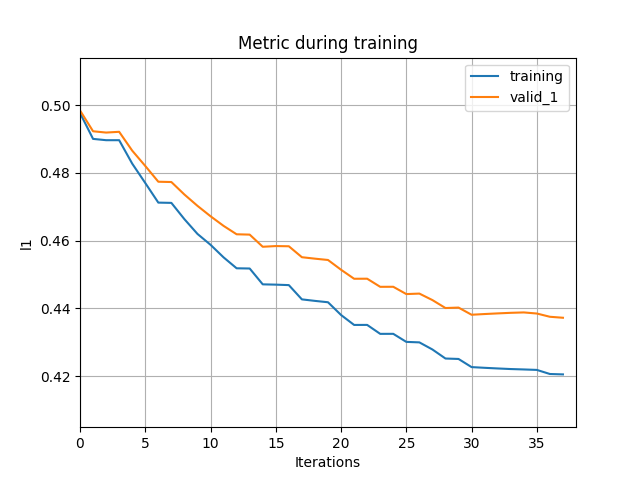 Metric during training
training
valid_1
0.50
0.48
0.46
0.44
0.42
l1
0 5 10 15 20 25 30 35
Iterations